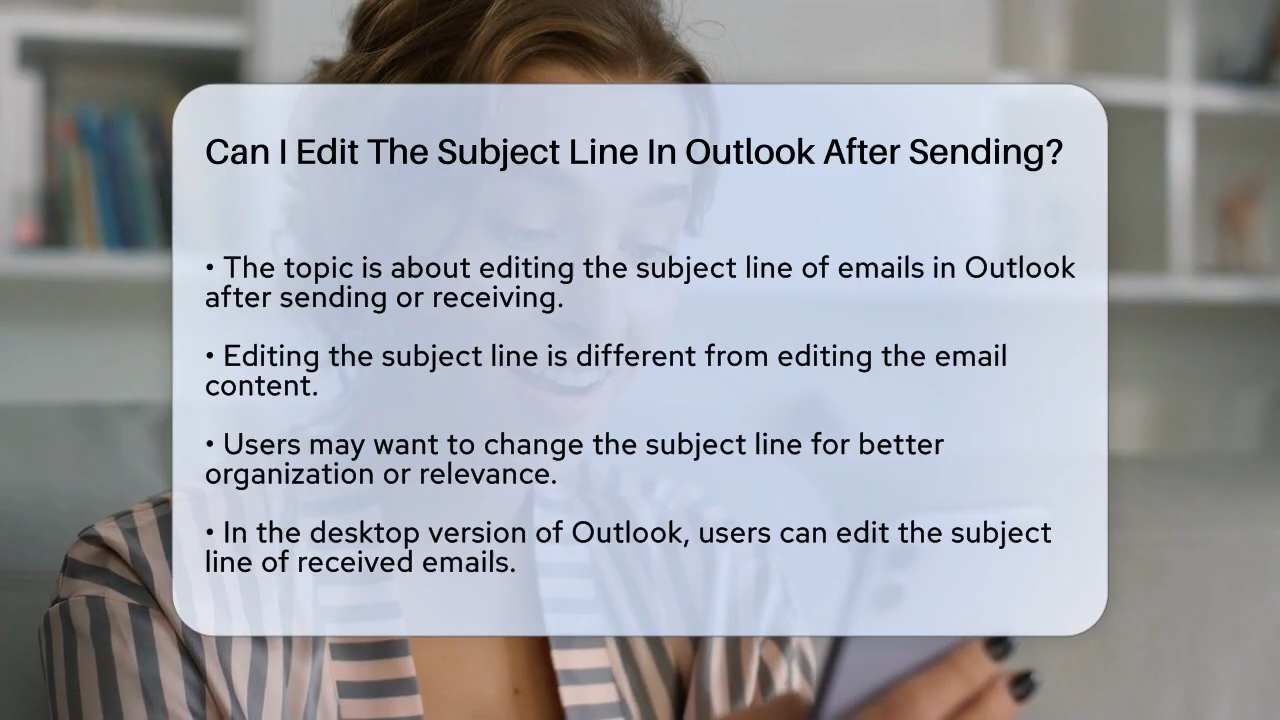 Can I Edit The Subject Line In Outlook After Sending?
• The topic is about editing the subject line of emails in Outlook
after sending or receiving.
• Editing the subject line is different from editing the email
content.
• Users may want to change the subject line for better
organization or relevance.
• In the desktop version of Outlook, users can edit the subject
line of received emails.